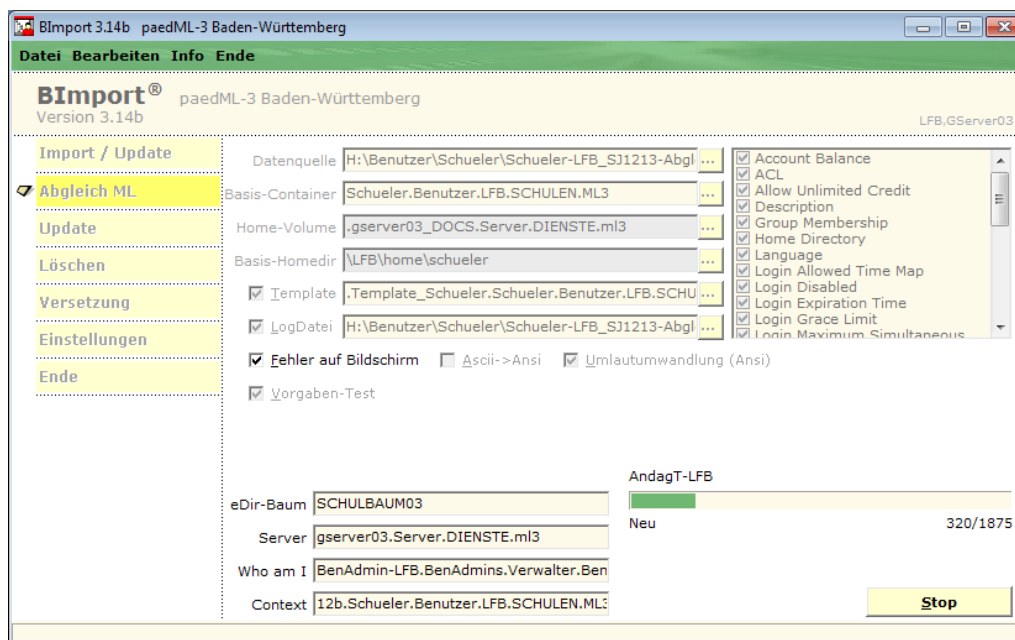 BImport 3.14b paedML-3 Baden-Württemberg
Datei Bearbeiten Info Ende
BImport® paedML-3 Baden-Württemberg
Version 3.14b
LFB,GServer03
Import / Update
Abgleich ML
Update
Löschen
Versetzung
Einstellungen
Ende
Datenquelle H:\Benutzer\Schueler\Schueler-LFB_SJ1213-Abgl ...
Basis-Container Schueler.Benutzer.LFB.SCHULEN.ML3 ...
Home-Volume .gserver03_DOCS.Server.DIENSTE.ml3 ...
Basis-Homedir \LFB\home\schueler ...
Template .Template_Schueler.Schueler.Benutzer.LFB.SCHU ...
LogDatei H:\Benutzer\Schueler\Schueler-LFB_SJ1213-Abgl ...
Fehler auf Bildschirm Ascii->Ansi Umlautumwandlung (Ansi)
Vorgaben-Test
Account Balance
ACL
Allow Unlimited Credit
Description
Group Membership
Home Directory
Language
Login Allowed Time Map
Login Disabled
Login Expiration Time
Login Grace Limit
Login Maximum Simultaneous
eDir-Baum SCHULBAUM03
Server gserver03.Server.DIENSTE.ml3
Who am I BenAdmin-LFB.BenAdmins.Verwalter.Ben
Context 12b.Schueler.Benutzer.LFB.SCHULEN.ML3
AndagT-LFB
Neu 320/1875
Stop